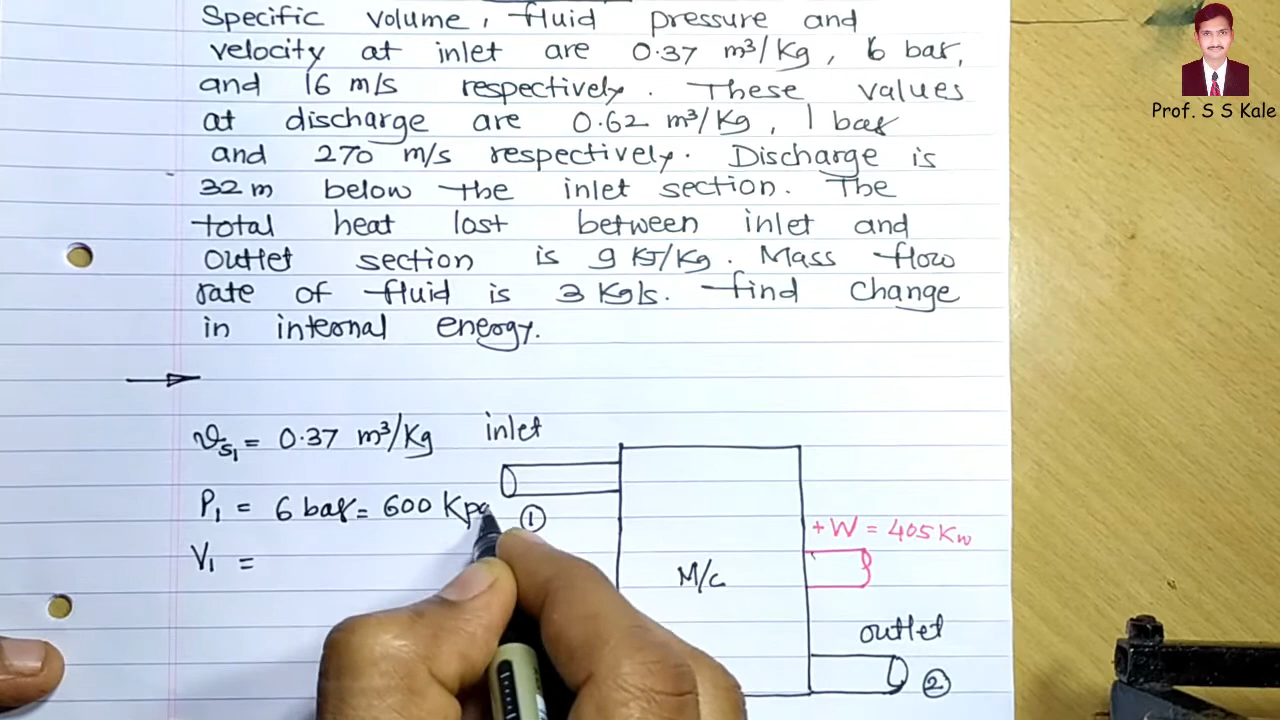 Specific volume, fluid pressure and
velocity at inlet are 0.37 m³/Kg, 6 bar,
and 16 m/s respectively. These values
at discharge are 0.62 m³/Kg, 1 bar
and 270 m/s respectively. Discharge is
32 m below the inlet section. The
total heat lost between inlet and
outlet section is 9 KJ/Kg. Mass flow
rate of fluid is 3 Kg/s. find change
in internal energy.
Prof. S S Kale
vs₁ = 0.37 m³/Kg
inlet
P₁ = 6 bar = 600 Kpa
①
V₁ =
M/c
+W = 405 Kw
outlet
②